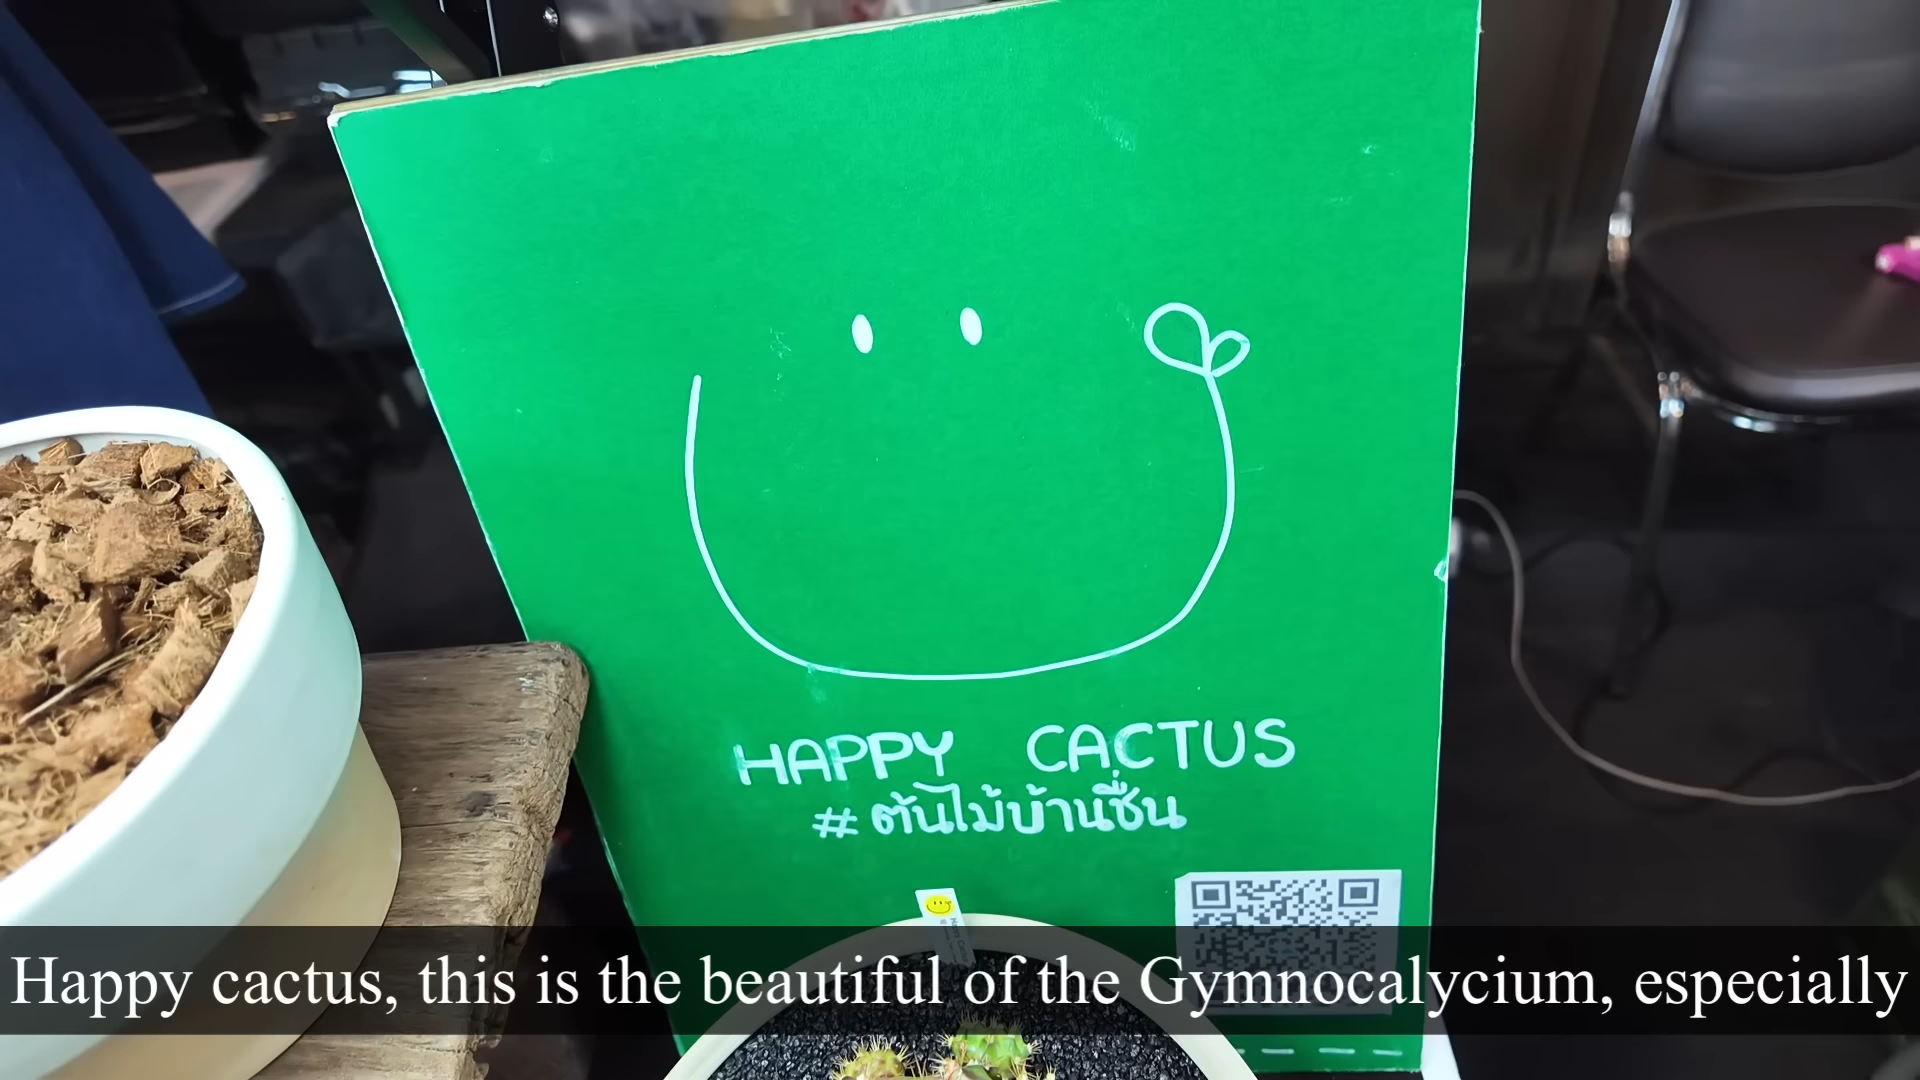 HAPPY CACTUS
#ต้นไม้บ้านชื่น
Happy cactus, this is the beautiful of the Gymnocalycium, especially